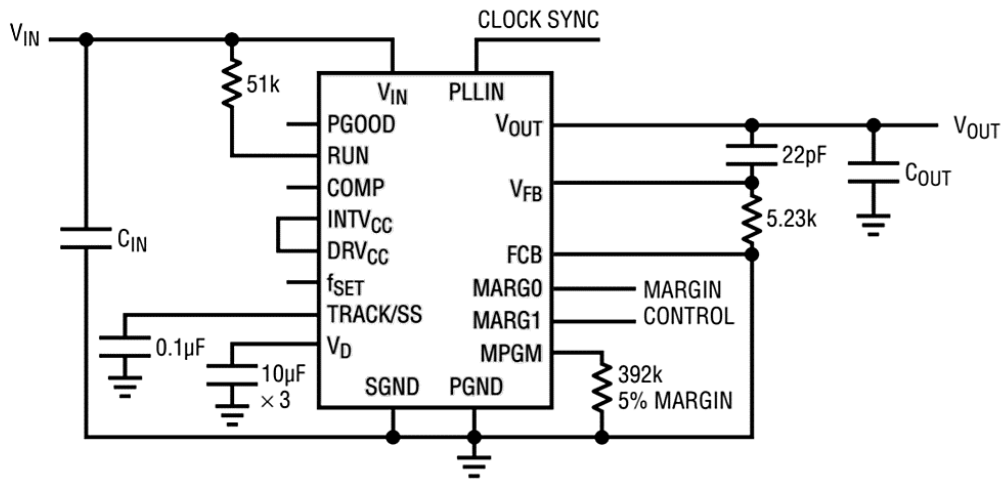 CLOCK SYNC
VIN
51k
VIN
PLLIN
PGOOD
VOUT
VOUT
RUN
22pF
COUT
COMP
VFB
INTVCC
5.23k
CIN
DRVCC
FCB
fSET
MARG0
MARGIN
TRACK/SS
MARG1
CONTROL
0.1µF
VD
MPGM
10µF
× 3
SGND
PGND
392k
5% MARGIN